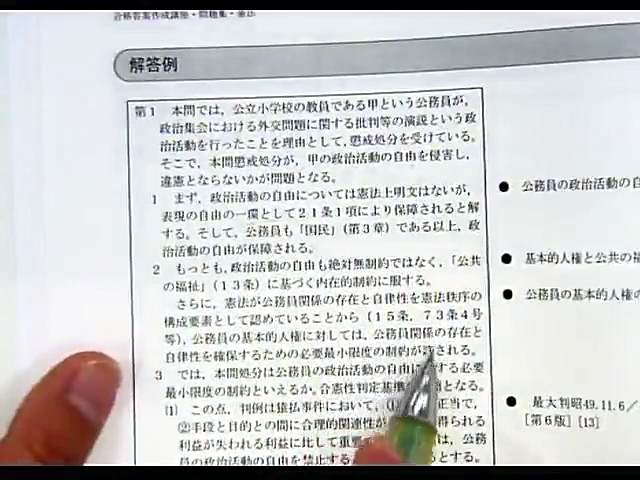 合格答案作成講座・問題集・憲法
解答例
第1 本問では，公立小学校の教員である甲という公務員が，
政治集会における外交問題に関する批判等の演説という政
治活動を行ったことを理由として，懲戒処分を受けている。
そこで，本問懲戒処分が，甲の政治活動の自由を侵害し，
違憲とならないかが問題となる。
1 まず，政治活動の自由については憲法上明文はないが，
表現の自由の一環として21条1項により保障されると解
する。そして，公務員も「国民」（第3章）である以上，政
治活動の自由が保障される。
2 もっとも，政治活動の自由も絶対無制約ではなく，「公共
の福祉」（13条）に基づく内在的制約に服する。
さらに，憲法が公務員関係の存在と自律性を憲法秩序の
構成要素として認めていることから（15条，73条4号
等），公務員の基本的人権に対しては，公務員関係の存在と
自律性を確保するための必要最小限度の制約が許される。
3 では，本問処分は公務員の政治活動の自由に する必要
最小限度の制約といえるか。合憲性判定基準 となる。
(1) この点，判例は猿払事件において， 正当で，
②手段と目的との間に合理的関連性が 得られる
利益が失われる利益に比して重要 は，公務
員の政治活動の自由を禁止する とする。
● 公務員の政治活動の自
● 基本的人権と公共の福
● 公務員の基本的人権の
● 最大判昭49.11.6／
［第6版］［13］